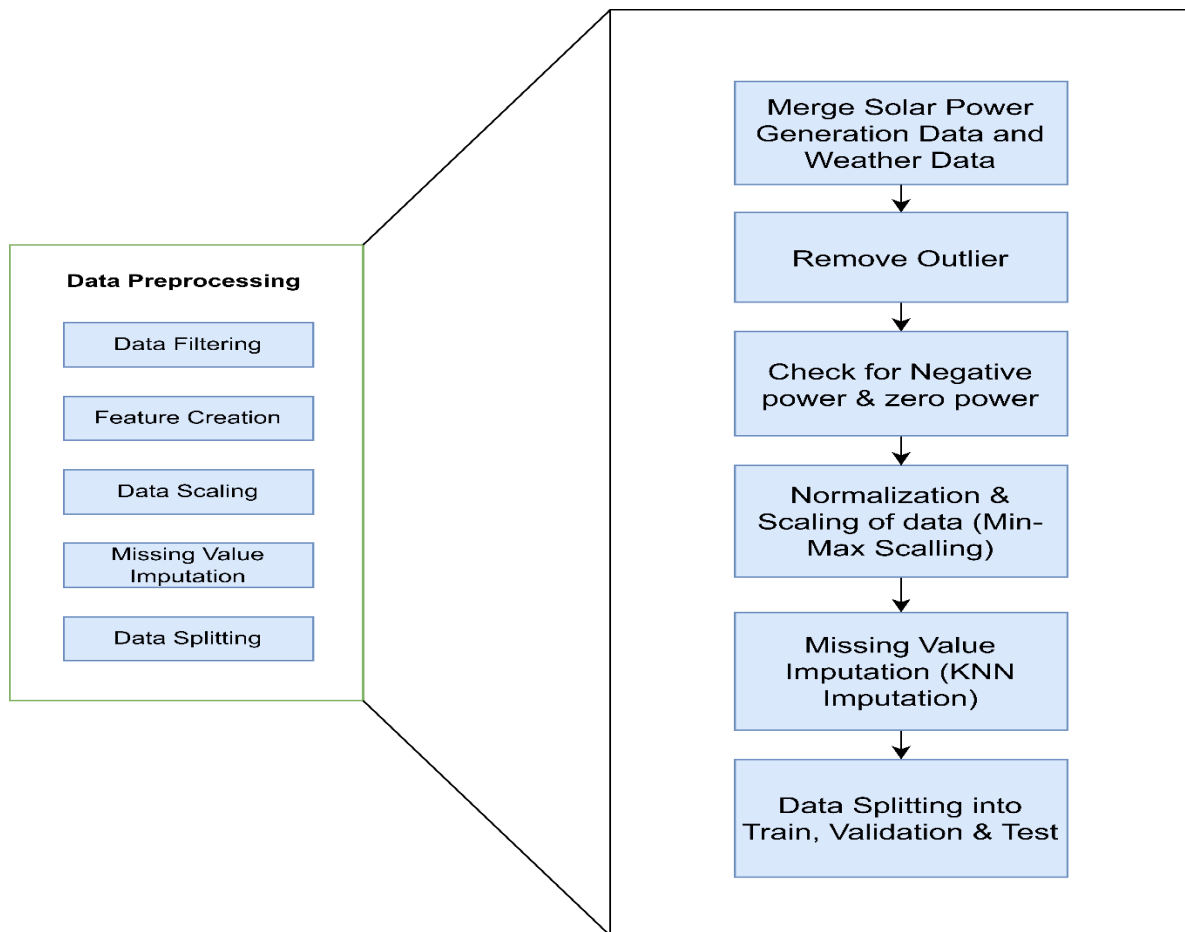 Data Preprocessing
Data Filtering
Feature Creation
Data Scaling
Missing Value
Imputation
Data Splitting
Merge Solar Power
Generation Data and
Weather Data
Remove Outlier
Check for Negative
power & zero power
Normalization &
Scaling of data (Min-
Max Scalling)
Missing Value
Imputation (KNN
Imputation)
Data Splitting into
Train, Validation & Test